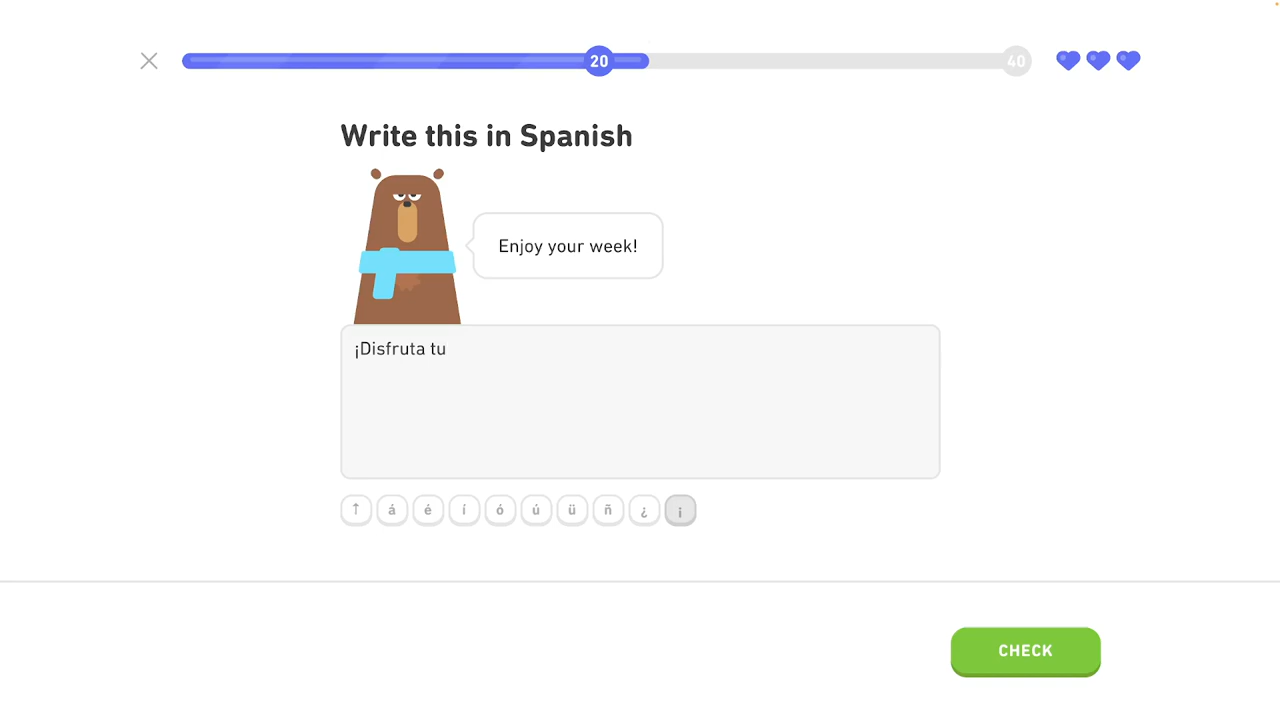 20
40
Write this in Spanish
Enjoy your week!
¡Disfruta tu
↑ á é í ó ú ü ñ ¿ ¡
CHECK